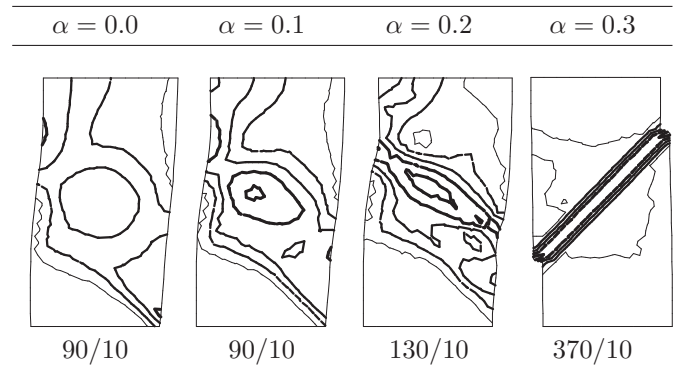 α = 0.0 α = 0.1 α = 0.2 α = 0.3
90/10 90/10 130/10 370/10